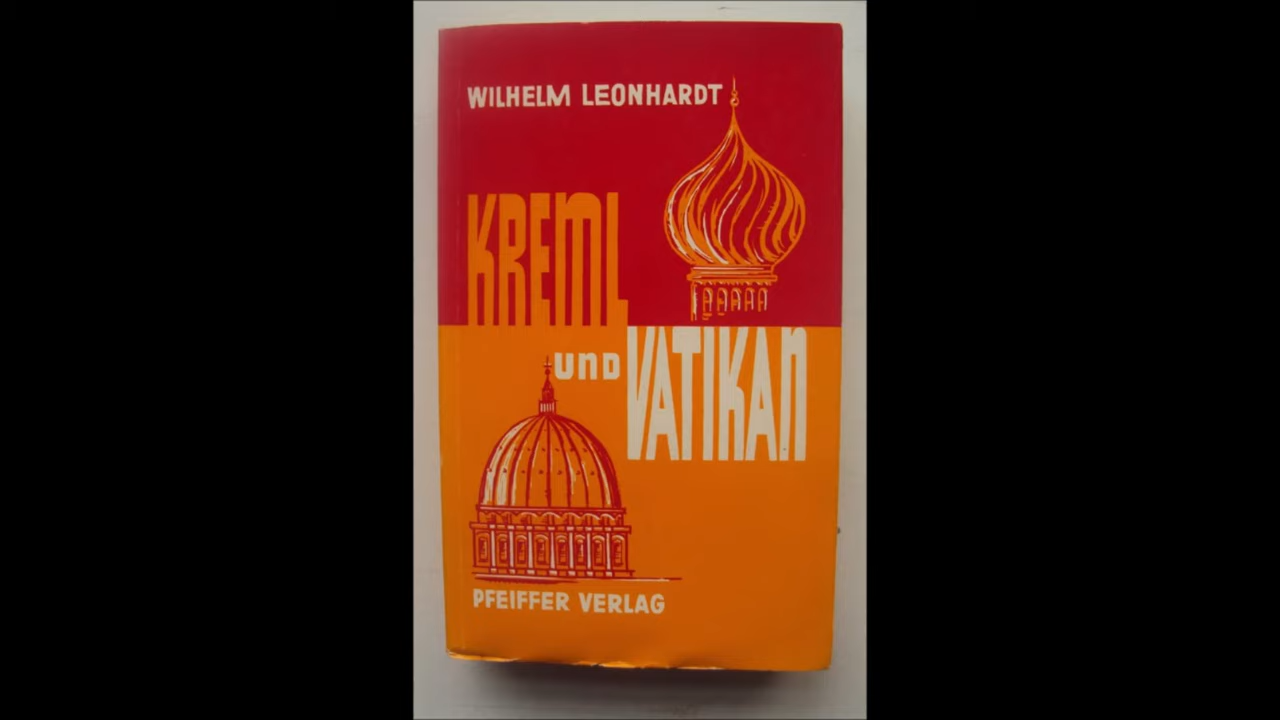 WILHELM LEONHARDT
KREML
UND
VATIKAN
PFEIFFER VERLAG